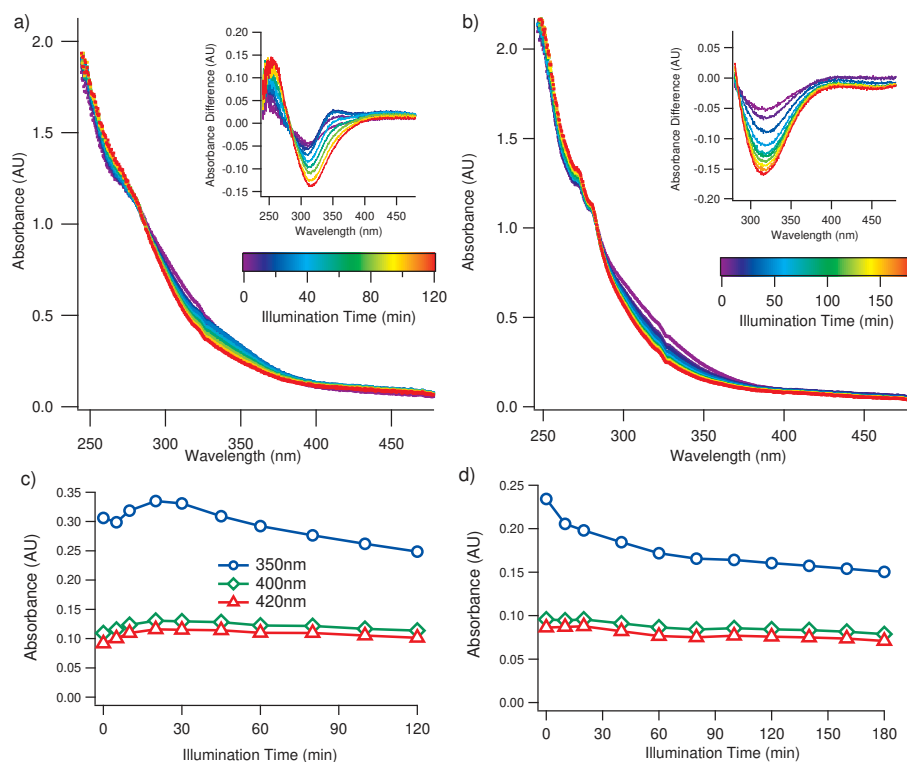 a)
Absorbance (AU)
2.0
1.5
1.0
0.5
0.0
250 300 350 400 450
Wavelength (nm)
Absorbance Difference (AU)
0.20
0.15
0.10
0.05
0.00
-0.05
-0.10
-0.15
250 300 350 400 450
Wavelength (nm)
0 40 80 120
Illumination Time (min)
b)
Absorbance (AU)
2.0
1.5
1.0
0.5
0.0
250 300 350 400 450
Wavelength (nm)
Absorbance Difference (AU)
0.05
0.00
-0.05
-0.10
-0.15
-0.20
300 350 400 450
Wavelength (nm)
0 50 100 150
Illumination Time (min)
c)
Absorbance (AU)
0.35
0.30
0.25
0.20
0.15
0.10
0.05
0.00
350nm
400nm
420nm
0 30 60 90 120
Illumination Time (min)
d)
Absorbance (AU)
0.25
0.20
0.15
0.10
0.05
0.00
0 30 60 90 120 150 180
Illumination Time (min)